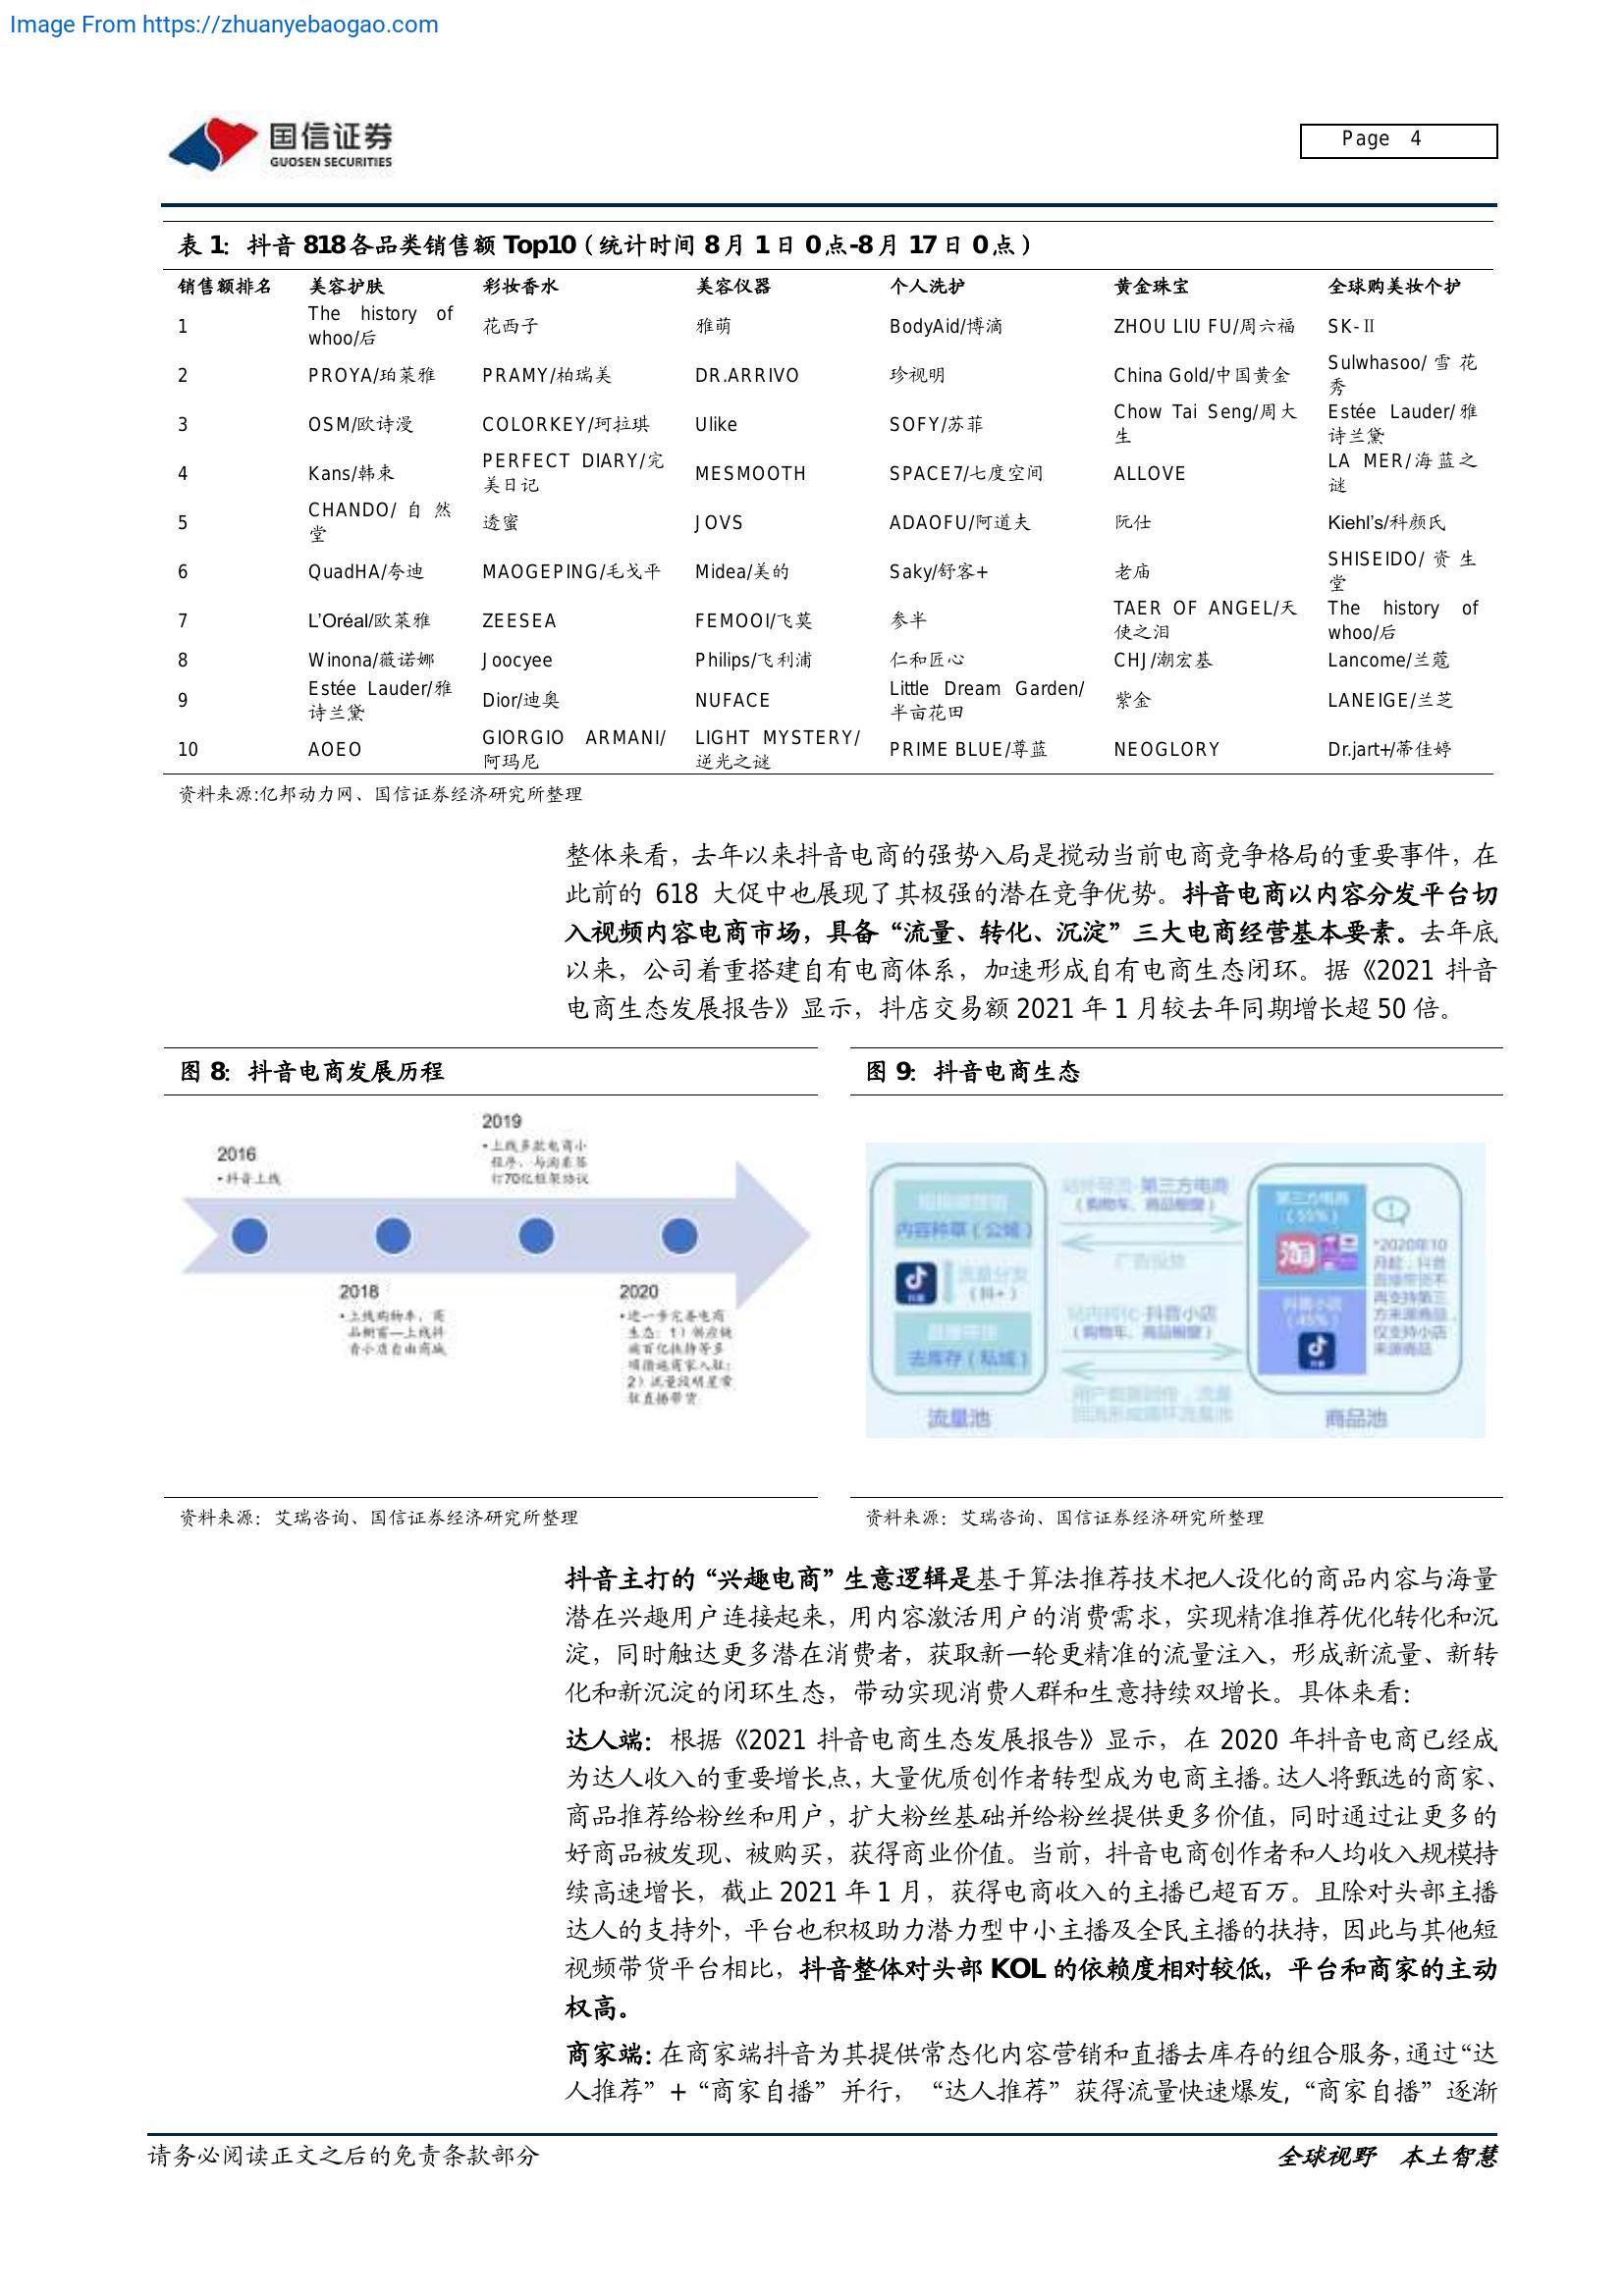 Image From https://zhuanyebaogao.com
国信证券
GUOSEN SECURITIES
Page 4
表 1: 抖音 818 各品类销售额 Top10（统计时间 8 月 1 日 0 点-8 月 17 日 0 点）
销售额排名 美容护肤 彩妆香水 美容仪器 个人洗护 黄金珠宝 全球购美妆个护
1 The history of whoo/后 花西子 雅萌 BodyAid/博滴 ZHOU LIU FU/周六福 SK-Ⅱ
2 PROYA/珀莱雅 PRAMY/柏瑞美 DR.ARRIVO 珍视明 China Gold/中国黄金 Sulwhasoo/雪花秀
3 OSM/欧诗漫 COLORKEY/珂拉琪 Ulike SOFY/苏菲 Chow Tai Seng/周大生 Estée Lauder/雅诗兰黛
4 Kans/韩束 PERFECT DIARY/完美日记 MESMOOTH SPACE7/七度空间 ALLOVE LA MER/海蓝之谜
5 CHANDO/自然堂 透蜜 JOVS ADAOFU/阿道夫 阮仕 Kiehl's/科颜氏
6 QuadHA/夸迪 MAOGEPING/毛戈平 Midea/美的 Saky/舒客+ 老庙 SHISEIDO/资生堂
7 L'Oréal/欧莱雅 ZEESEA FEMOOI/飞莫 参半 TAER OF ANGEL/天使之泪 The history of whoo/后
8 Winona/薇诺娜 Joocyee Philips/飞利浦 仁和匠心 CHJ/潮宏基 Lancome/兰蔻
9 Estée Lauder/雅诗兰黛 Dior/迪奥 NUFACE Little Dream Garden/半亩花田 紫金 LANEIGE/兰芝
10 AOEO GIORGIO ARMANI/阿玛尼 LIGHT MYSTERY/逆光之谜 PRIME BLUE/尊蓝 NEOGLORY Dr.jart+/蒂佳婷
资料来源:亿邦动力网、国信证券经济研究所整理
整体来看，去年以来抖音电商的强势入局是搅动当前电商竞争格局的重要事件，在
此前的 618 大促中也展现了其极强的潜在竞争优势。抖音电商以内容分发平台切
入视频内容电商市场，具备“流量、转化、沉淀”三大电商经营基本要素。去年底
以来，公司着重搭建自有电商体系，加速形成自有电商生态闭环。据《2021 抖音
电商生态发展报告》显示，抖店交易额 2021 年 1 月较去年同期增长超 50 倍。
图 8: 抖音电商发展历程
2016
•抖音上线
2019
•上线多款电商小
程序，与淘系签
订70亿框架协议
2018
•上线购物车，商
品橱窗—上线抖
音小店自由商城
2020
•进一步完善电商
生态：1）供应链
2）流量
直播带货
图 9: 抖音电商生态
内容种草（公域）
（抖+）
去库存（私域）
流量池
第三方电商
（购物车、商品橱窗）
抖音小店
（购物车、商品橱窗）
第三方电商
（55%）
淘
（45%）
*2020年10
月起，抖音
直播带货不
再支持第三
方来源商品，
仅支持小店
来源商品
商品池
资料来源：艾瑞咨询、国信证券经济研究所整理
资料来源：艾瑞咨询、国信证券经济研究所整理
抖音主打的“兴趣电商”生意逻辑是基于算法推荐技术把人设化的商品内容与海量
潜在兴趣用户连接起来，用内容激活用户的消费需求，实现精准推荐优化转化和沉
淀，同时触达更多潜在消费者，获取新一轮更精准的流量注入，形成新流量、新转
化和新沉淀的闭环生态，带动实现消费人群和生意持续双增长。具体来看：
达人端：根据《2021 抖音电商生态发展报告》显示，在 2020 年抖音电商已经成
为达人收入的重要增长点，大量优质创作者转型成为电商主播。达人将甄选的商家、
商品推荐给粉丝和用户，扩大粉丝基础并给粉丝提供更多价值，同时通过让更多的
好商品被发现、被购买，获得商业价值。当前，抖音电商创作者和人均收入规模持
续高速增长，截止 2021 年 1 月，获得电商收入的主播已超百万。且除对头部主播
达人的支持外，平台也积极助力潜力型中小主播及全民主播的扶持，因此与其他短
视频带货平台相比，抖音整体对头部 KOL 的依赖度相对较低，平台和商家的主动
权高。
商家端：在商家端抖音为其提供常态化内容营销和直播去库存的组合服务，通过“达
人推荐”+“商家自播”并行，“达人推荐”获得流量快速爆发，“商家自播”逐渐
请务必阅读正文之后的免责条款部分
全球视野 本土智慧